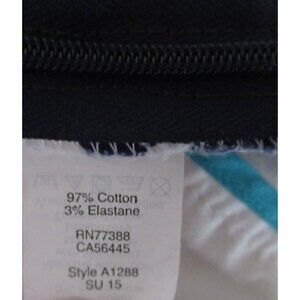 97% Cotton
3% Elastane
RN77388
CA56445
Style A1288
SU 15